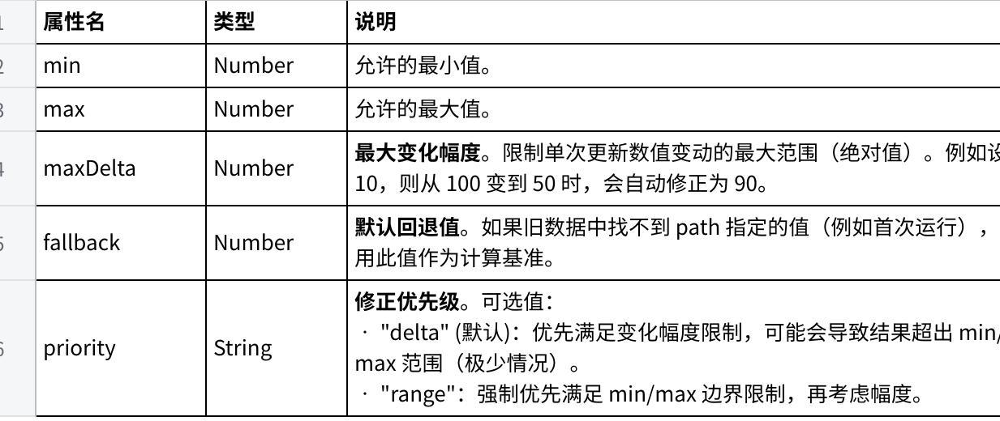 1 属性名 类型 说明
2 min Number 允许的最小值。
3 max Number 允许的最大值。
4 maxDelta Number 最大变化幅度。限制单次更新数值变动的最大范围（绝对值）。例如设
10，则从 100 变到 50 时，会自动修正为 90。
5 fallback Number 默认回退值。如果旧数据中找不到 path 指定的值（例如首次运行），
用此值作为计算基准。
6 priority String 修正优先级。可选值：
· "delta" (默认)：优先满足变化幅度限制，可能会导致结果超出 min/
max 范围（极少情况）。
· "range"：强制优先满足 min/max 边界限制，再考虑幅度。